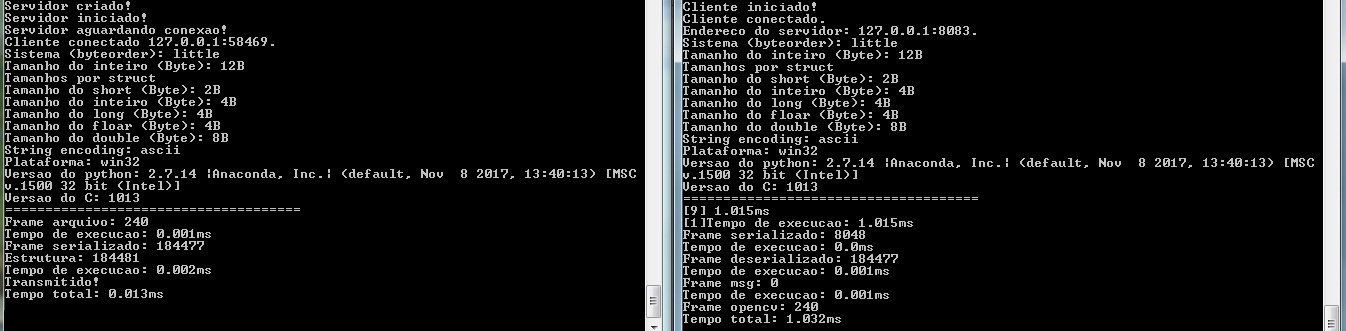 Servidor criado!
Servidor iniciado!
Servidor aguardando conexao!
Cliente conectado 127.0.0.1:58469.
Sistema (byteorder): little
Tamanho do inteiro (Byte): 12B
Tamanhos por struct
Tamanho do short (Byte): 2B
Tamanho do inteiro (Byte): 4B
Tamanho do long (Byte): 4B
Tamanho do floar (Byte): 4B
Tamanho do double (Byte): 8B
String encoding: ascii
Plataforma: win32
Versao do python: 2.7.14 |Anaconda, Inc.| (default, Nov  8 2017, 13:40:13) [MSC
v.1500 32 bit (Intel)]
Versao do C: 1013
=====================================
Frame arquivo: 240
Tempo de execucao: 0.001ms
Frame serializado: 184477
Estrutura: 184481
Tempo de execucao: 0.002ms
Transmitido!
Tempo total: 0.013ms
Cliente iniciado!
Cliente conectado.
Endereco do servidor: 127.0.0.1:8083.
Sistema (byteorder): little
Tamanho do inteiro (Byte): 12B
Tamanhos por struct
Tamanho do short (Byte): 2B
Tamanho do inteiro (Byte): 4B
Tamanho do long (Byte): 4B
Tamanho do floar (Byte): 4B
Tamanho do double (Byte): 8B
String encoding: ascii
Plataforma: win32
Versao do python: 2.7.14 |Anaconda, Inc.| (default, Nov  8 2017, 13:40:13) [MSC
v.1500 32 bit (Intel)]
Versao do C: 1013
=====================================
[9] 1.015ms
[1]Tempo de execucao: 1.015ms
Frame serializado: 8048
Tempo de execucao: 0.0ms
Frame deserializado: 184477
Tempo de execucao: 0.001ms
Frame msg: 0
Tempo de execucao: 0.001ms
Frame opencv: 240
Tempo total: 1.032ms